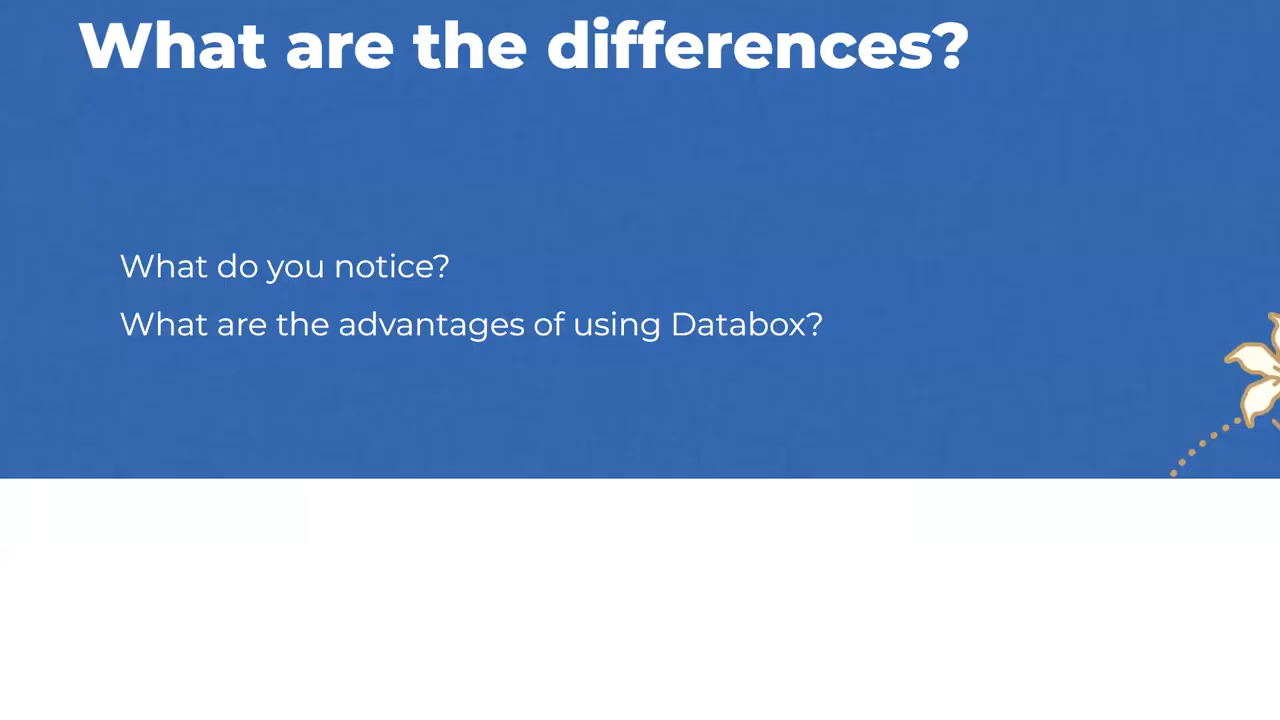 What are the differences?
What do you notice?
What are the advantages of using Databox?